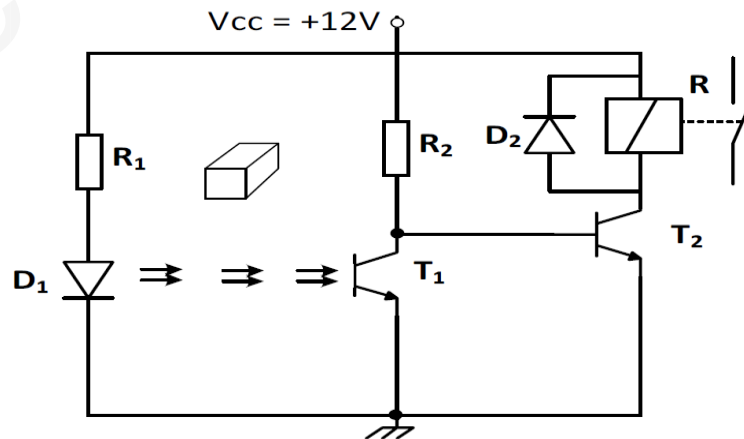 Vcc = +12V
R
R₁
R₂
D₂
T₂
D₁
T₁